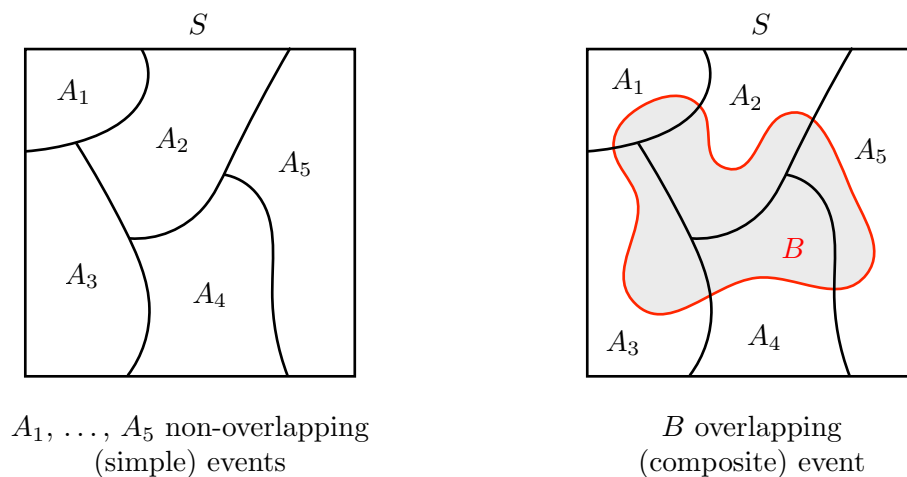 S
A₁
A₂
A₅
A₃
A₄
A₁, ..., A₅ non-overlapping
(simple) events
S
A₁
A₂
A₅
B
A₃
A₄
B overlapping
(composite) event